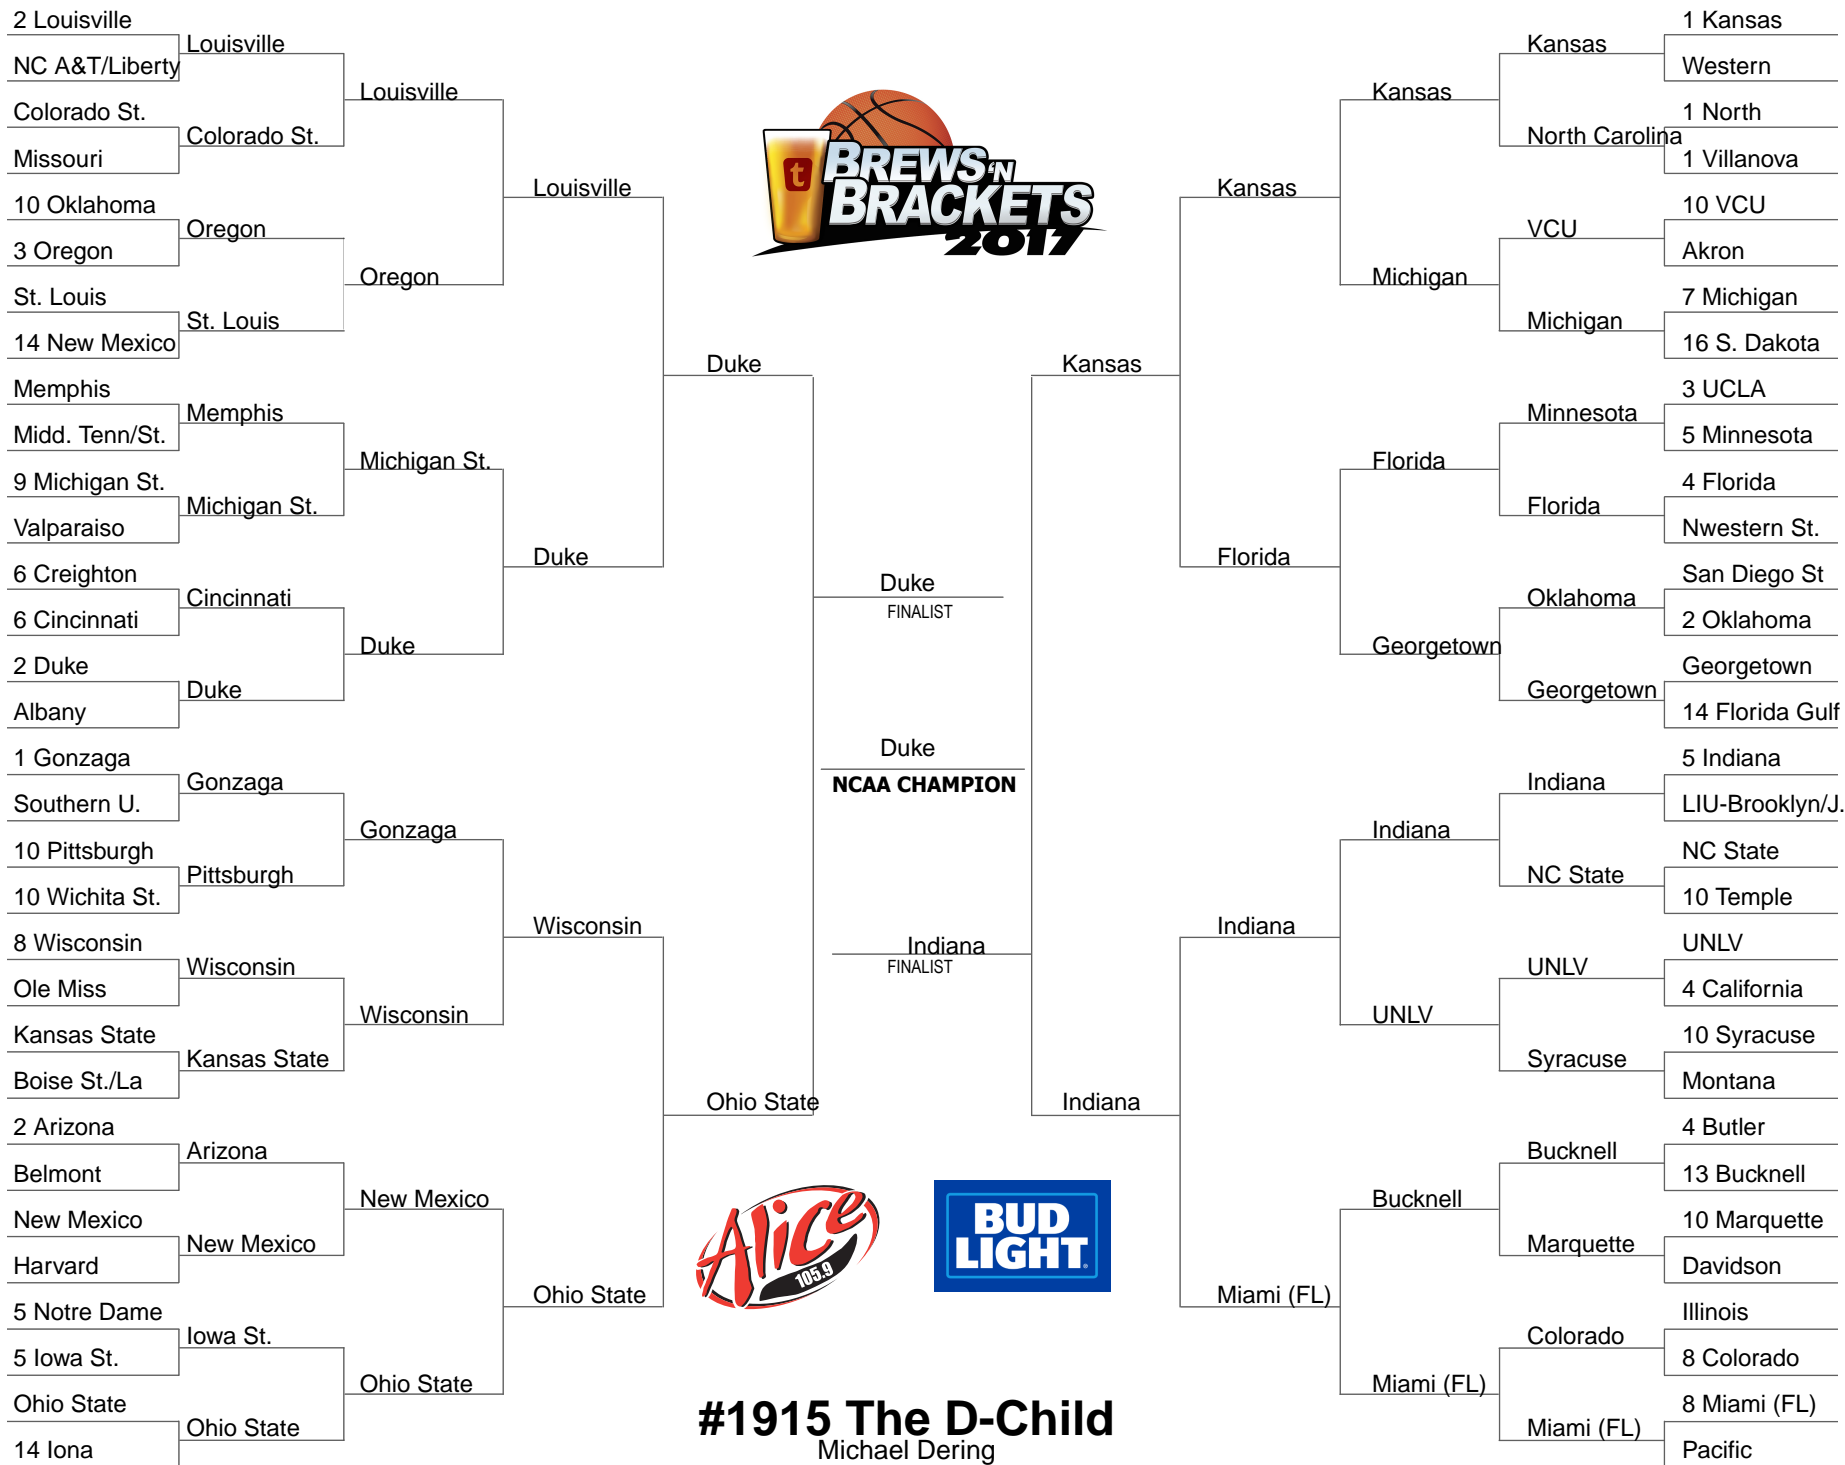 2 Louisville
NC A&T/Liberty
Colorado St.
Missouri
10 Oklahoma
3 Oregon
St. Louis
14 New Mexico
Memphis
Midd. Tenn/St.
9 Michigan St.
Valparaiso
6 Creighton
6 Cincinnati
2 Duke
Albany
1 Gonzaga
Southern U.
10 Pittsburgh
10 Wichita St.
8 Wisconsin
Ole Miss
Kansas State
Boise St./La
2 Arizona
Belmont
New Mexico
Harvard
5 Notre Dame
5 Iowa St.
Ohio State
14 Iona
Louisville
Colorado St.
Oregon
St. Louis
Memphis
Michigan St.
Cincinnati
Duke
Gonzaga
Pittsburgh
Wisconsin
Kansas State
Arizona
New Mexico
Iowa St.
Ohio State
Louisville
Oregon
Michigan St.
Duke
Gonzaga
Wisconsin
New Mexico
Ohio State
Louisville
Duke
Wisconsin
Ohio State
Duke
Ohio State
t
BREWS 'N
BRACKETS
2017
Duke
FINALIST
Duke
NCAA CHAMPION
Indiana
FINALIST
Alice
105.9
BUD
LIGHT
#1915 The D-Child
Michael Dering
Kansas
Indiana
Kansas
Florida
Indiana
Miami (FL)
Kansas
Michigan
Florida
Georgetown
Indiana
UNLV
Bucknell
Miami (FL)
Kansas
North Carolina
VCU
Michigan
Minnesota
Florida
Oklahoma
Georgetown
Indiana
NC State
UNLV
Syracuse
Bucknell
Marquette
Colorado
Miami (FL)
1 Kansas
Western
1 North
1 Villanova
10 VCU
Akron
7 Michigan
16 S. Dakota
3 UCLA
5 Minnesota
4 Florida
Nwestern St.
San Diego St
2 Oklahoma
Georgetown
14 Florida Gulf
5 Indiana
LIU-Brooklyn/J.
NC State
10 Temple
UNLV
4 California
10 Syracuse
Montana
4 Butler
13 Bucknell
10 Marquette
Davidson
Illinois
8 Colorado
8 Miami (FL)
Pacific